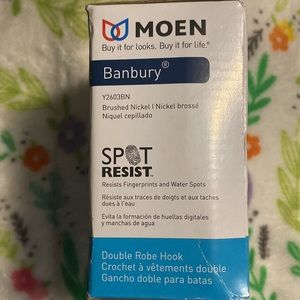 MOEN
Buy it for looks. Buy it for life.®
Banbury®
Y2603BN
Brushed Nickel | Nickel brossé
Níquel cepillado
SPOT
RESIST
Resists Fingerprints and Water Spots
Résiste aux traces de doigts et aux taches
dues à l'eau
Evita la formación de huellas digitales
y manchas de agua
Double Robe Hook
Crochet à vêtements double
Gancho doble para batas